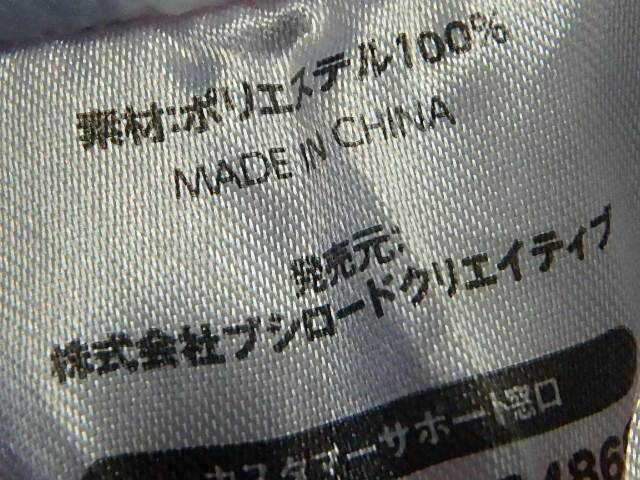 素材:ポリエステル100%
MADE IN CHINA
発売元:
株式会社ブシロードクリエイティブ
カスタマーサポート窓口
486